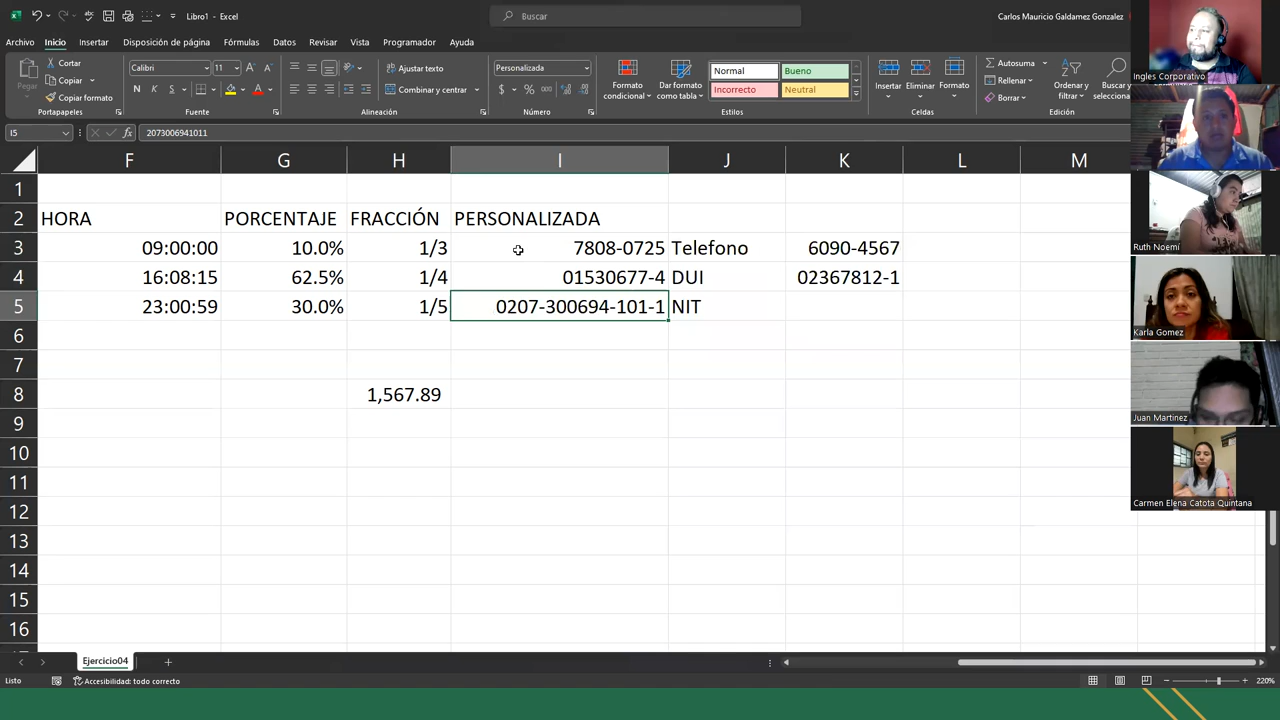 Libro1 - Excel
Buscar
Carlos Mauricio Galdamez Gonzalez
Archivo Inicio Insertar Disposición de página Fórmulas Datos Revisar Vista Programador Ayuda
Pegar
Cortar
Copiar
Copiar formato
Portapapeles
Calibri 11
N K S
Fuente
Ajustar texto
Combinar y centrar
Alineación
Personalizada
$ % 000
Número
Formato condicional
Dar formato como tabla
Normal Bueno
Incorrecto Neutral
Estilos
Insertar Eliminar Formato
Celdas
Autosuma
Rellenar
Borrar
Ordenar y filtrar
Buscar y
Edición
I5 fx 2073006941011
F G H I J K L M
1
2 HORA PORCENTAJE FRACCIÓN PERSONALIZADA
3 09:00:00 10.0% 1/3 7808-0725 Telefono 6090-4567
4 16:08:15 62.5% 1/4 01530677-4 DUI 02367812-1
5 23:00:59 30.0% 1/5 0207-300694-101-1 NIT
6
7
8 1,567.89
9
10
11
12
13
14
15
16
Ejercicio04
Listo
Accesibilidad: todo correcto
220%
Ingles Corporativo
Ruth Noemí
Karla Gomez
Juan Martinez
Carmen Elena Catota Quintana